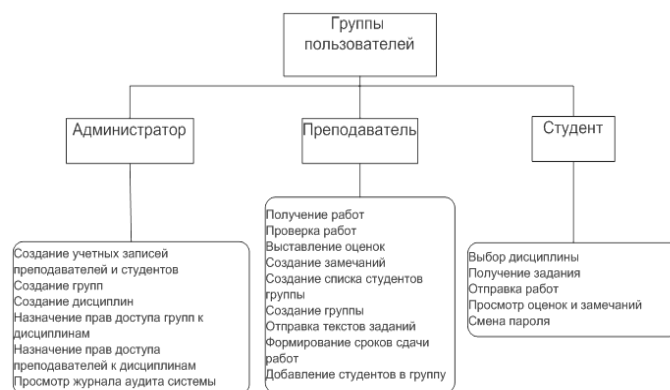 Группы
пользователей
Администратор
Преподаватель
Студент
Создание учетных записей
преподавателей и студентов
Создание групп
Создание дисциплин
Назначение прав доступа групп к
дисциплинам
Назначение прав доступа
преподавателей к дисциплинам
Просмотр журнала аудита системы
Получение работ
Проверка работ
Выставление оценок
Создание замечаний
Создание списка студентов
группы
Создание группы
Отправка текстов заданий
Формирование сроков сдачи
работ
Добавление студентов в группу
Выбор дисциплины
Получение задания
Отправка работ
Просмотр оценок и замечаний
Смена пароля